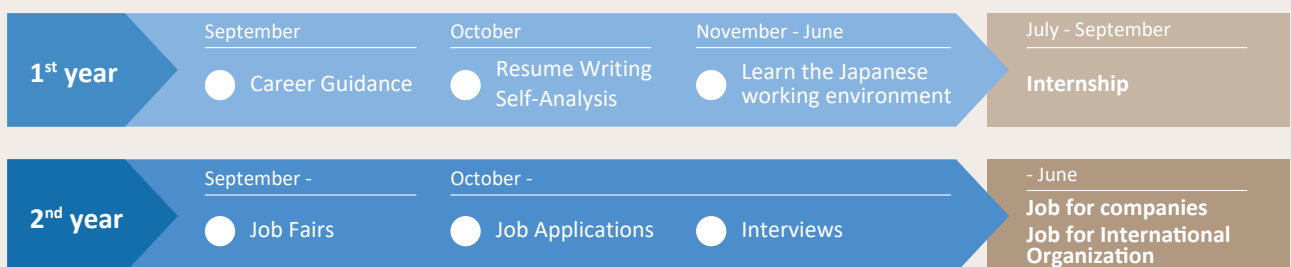 1st year
September
Career Guidance
October
Resume Writing
Self-Analysis
November - June
Learn the Japanese
working environment
July - September
Internship
2nd year
September -
Job Fairs
October -
Job Applications
Interviews
- June
Job for companies
Job for International
Organization